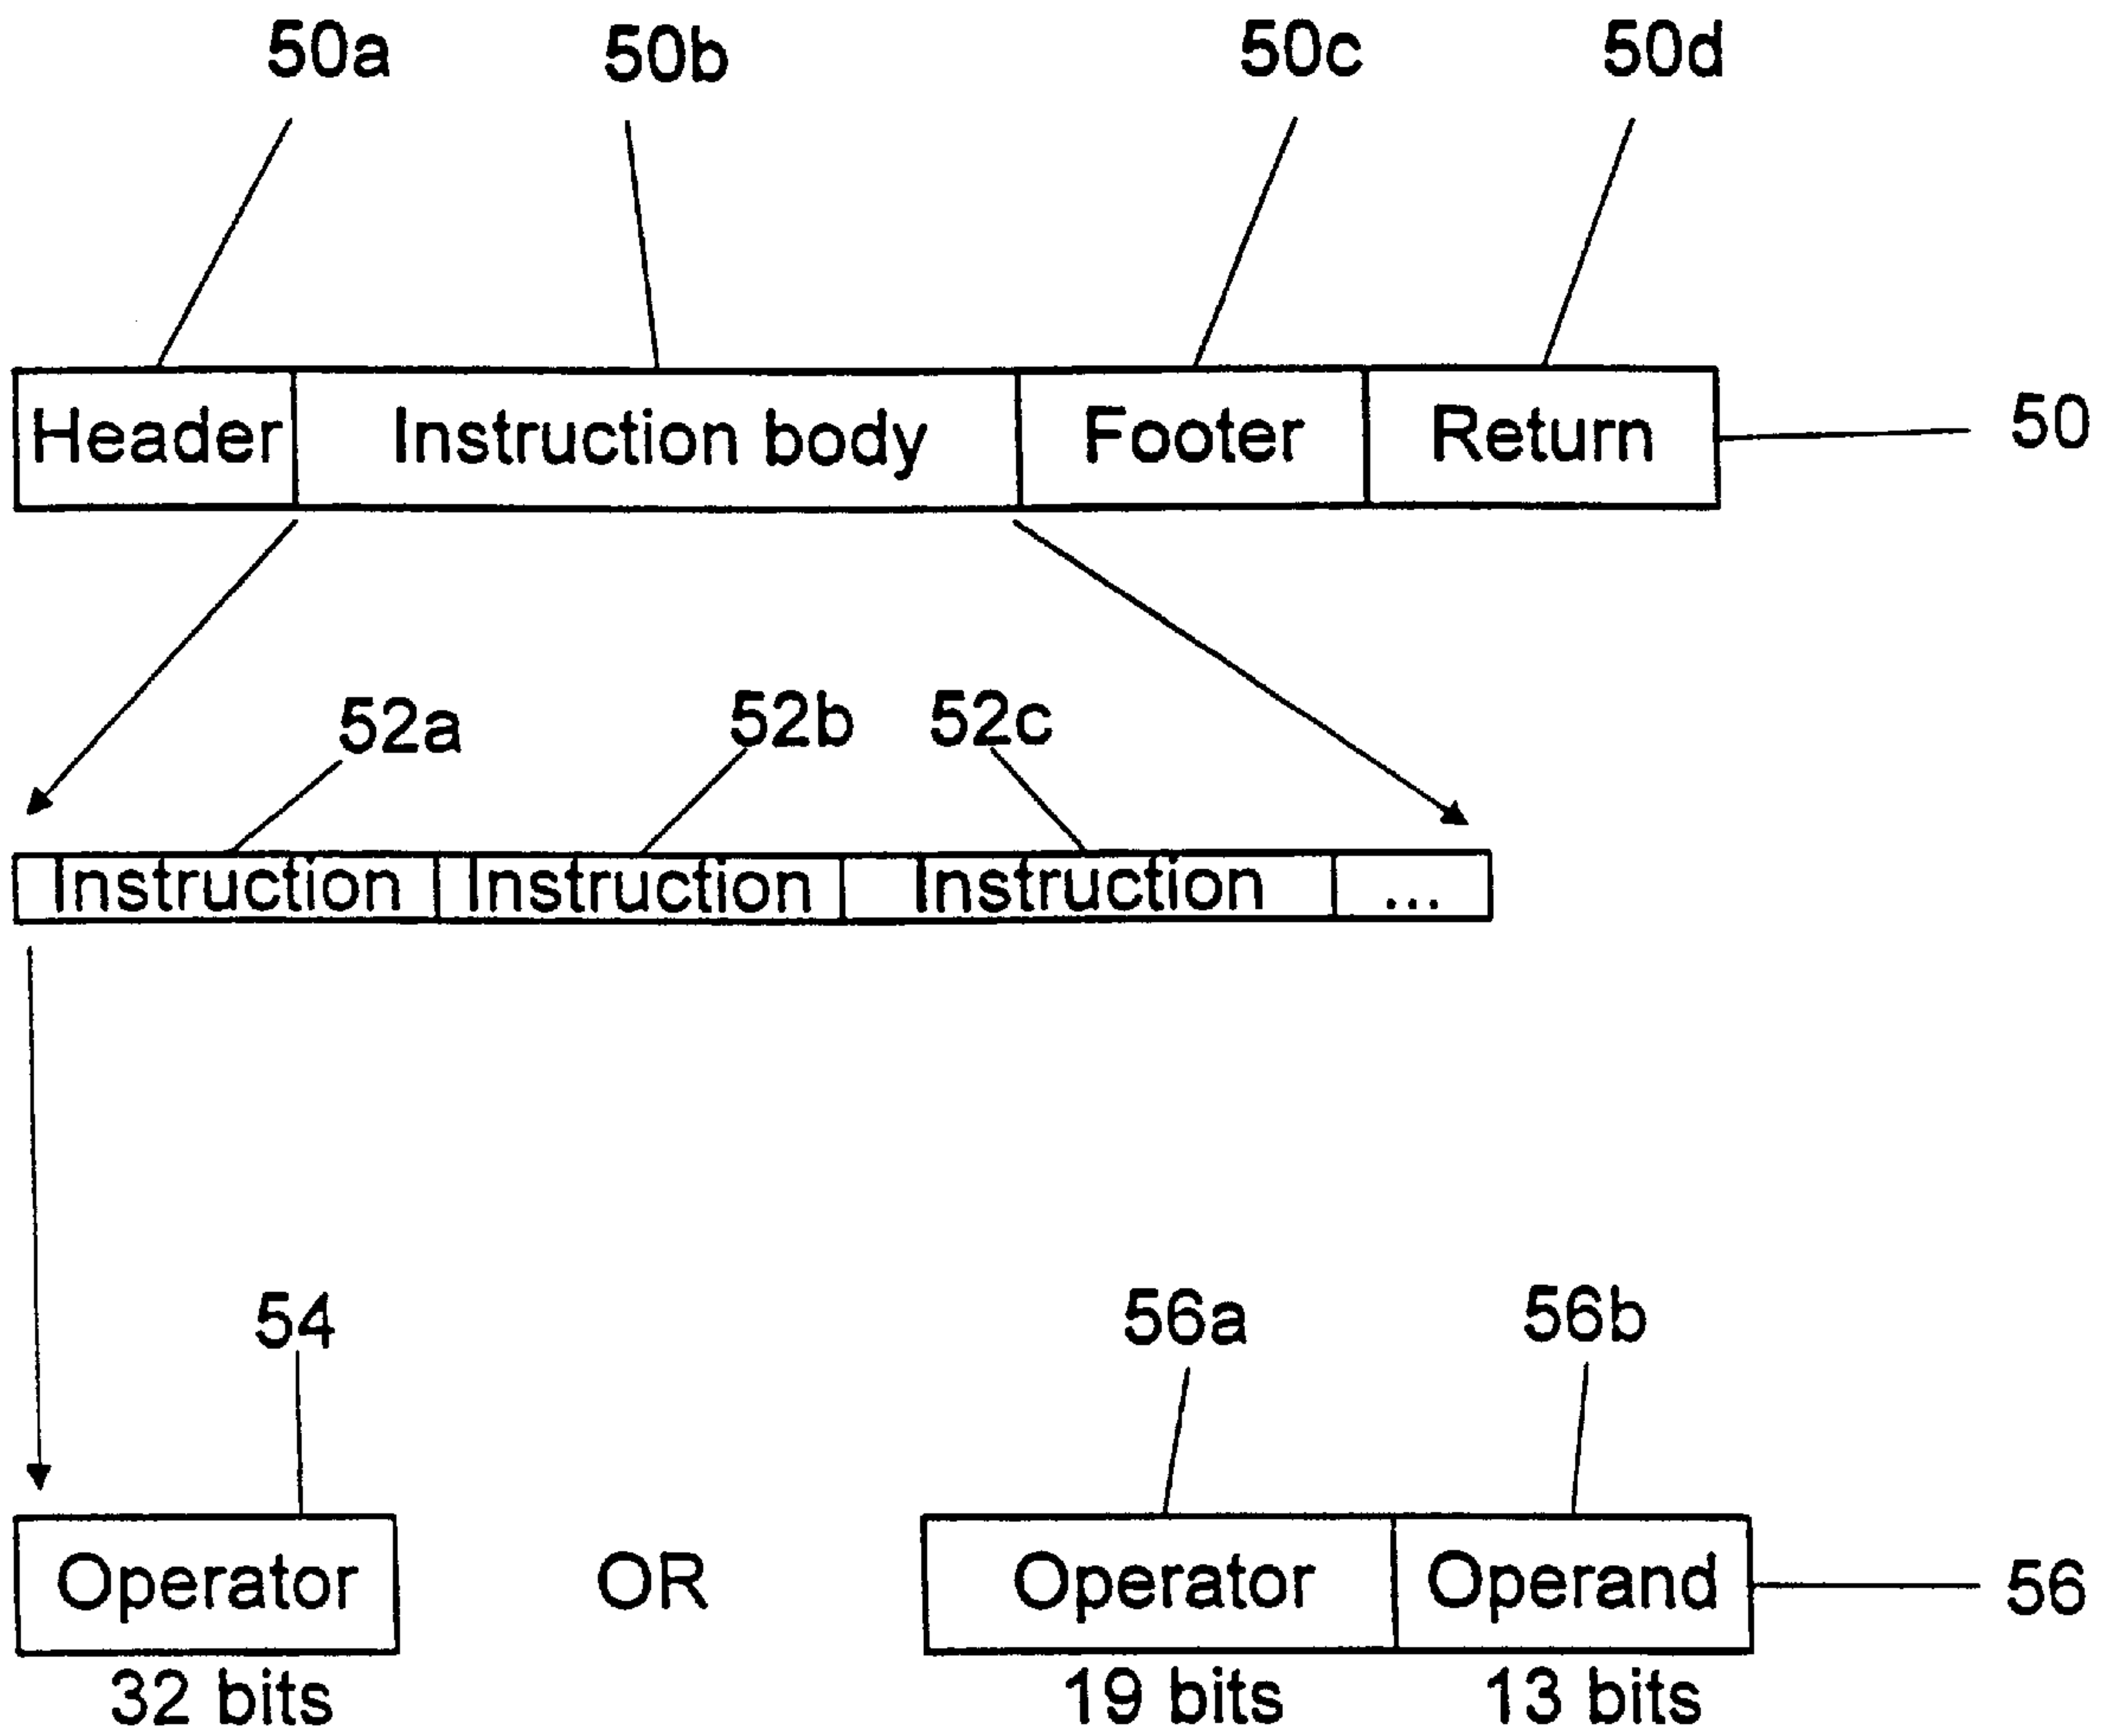 50a 50b 50c 50d
Header Instruction body Footer Return 50
52a 52b 52c
Instruction Instruction Instruction ...
54 56a 56b
Operator OR Operator Operand 56
32 bits 19 bits 13 bits